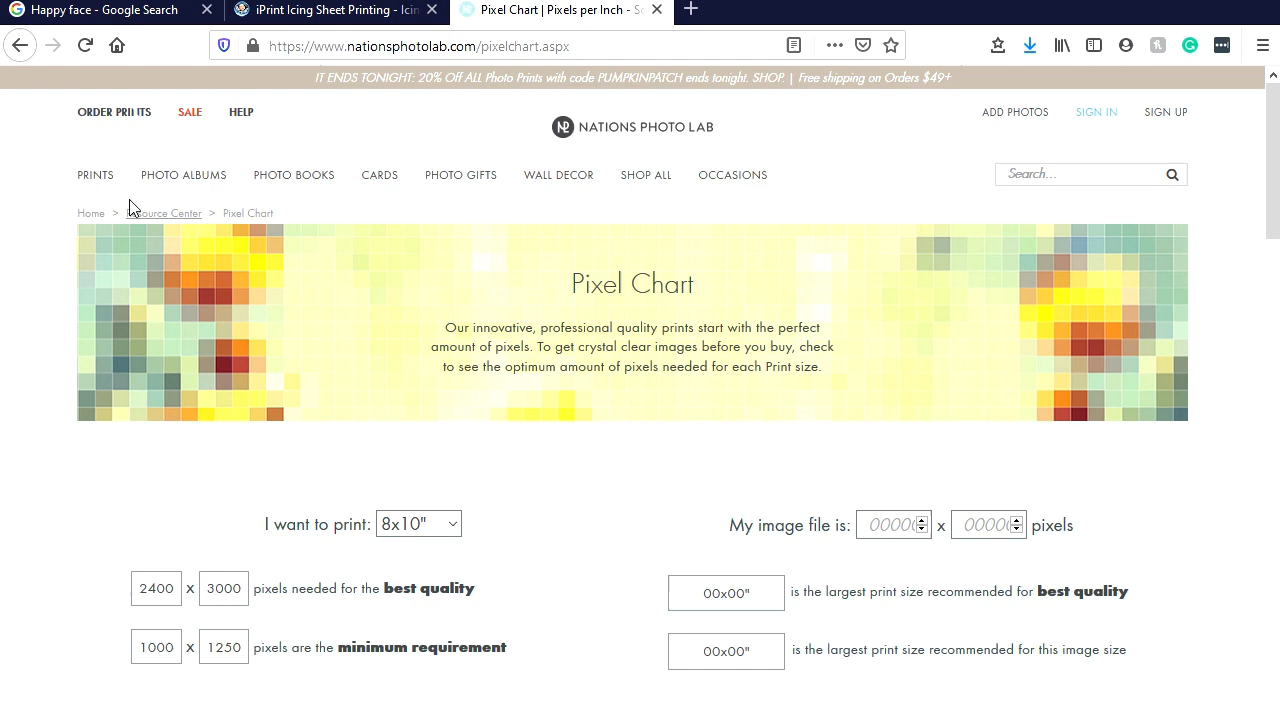 Happy face - Google Search
iPrint Icing Sheet Printing - Icin
Pixel Chart | Pixels per Inch - So
https://www.nationsphotolab.com/pixelchart.aspx
IT ENDS TONIGHT: 20% Off ALL Photo Prints with code PUMPKINPATCH ends tonight. SHOP. | Free shipping on Orders $49+
ORDER PRINTS SALE HELP
NATIONS PHOTO LAB
ADD PHOTOS SIGN IN SIGN UP
PRINTS PHOTO ALBUMS PHOTO BOOKS CARDS PHOTO GIFTS WALL DECOR SHOP ALL OCCASIONS
Search...
Home > source Center > Pixel Chart
Pixel Chart
Our innovative, professional quality prints start with the perfect
amount of pixels. To get crystal clear images before you buy, check
to see the optimum amount of pixels needed for each Print size.
I want to print: 8x10"
2400 x 3000 pixels needed for the best quality
1000 x 1250 pixels are the minimum requirement
My image file is: 00000 x 00000 pixels
00x00" is the largest print size recommended for best quality
00x00" is the largest print size recommended for this image size